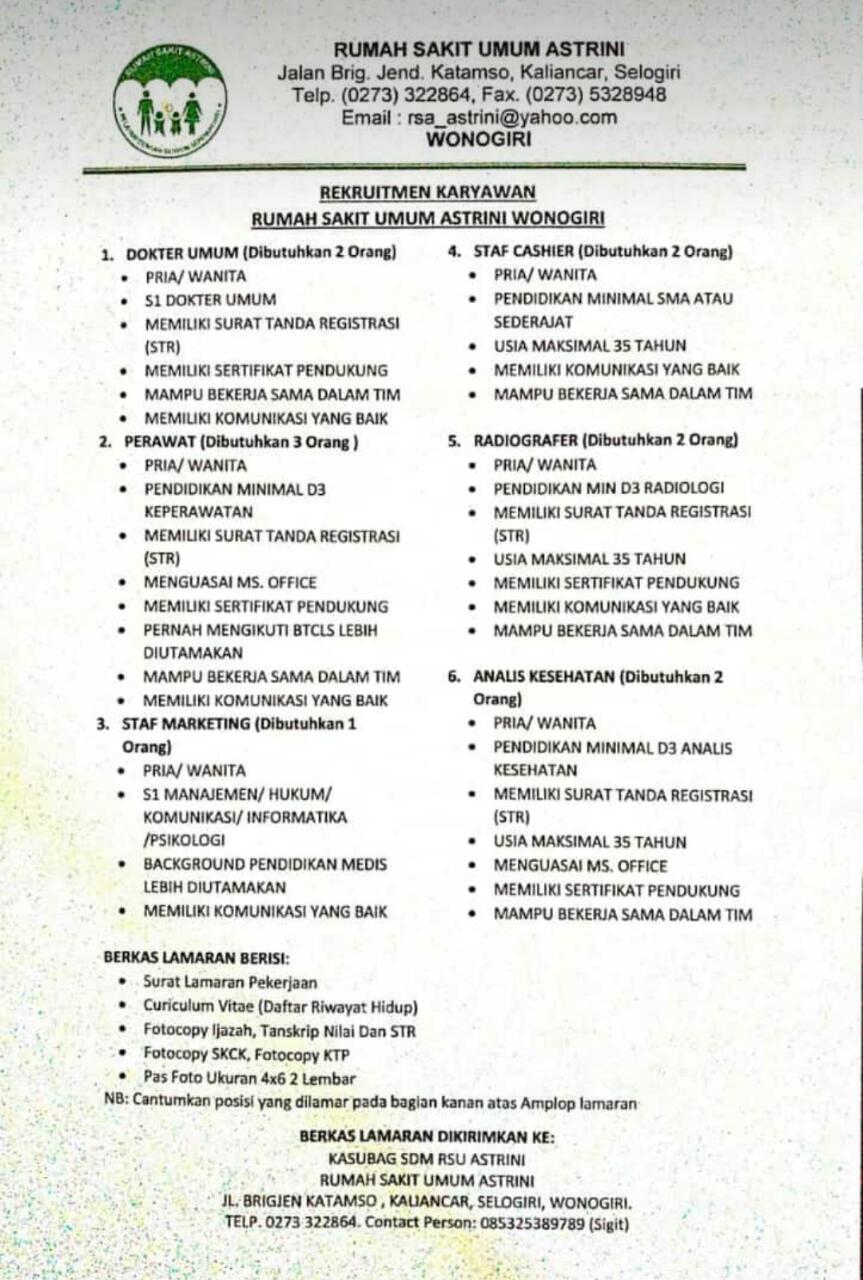 RUMAH SAKIT ASTRINI
RUMAH SAKIT UMUM ASTRINI
Jalan Brig. Jend. Katamso, Kaliancar, Selogiri
Telp. (0273) 322864, Fax. (0273) 5328948
Email : rsa_astrini@yahoo.com
WONOGIRI
REKRUITMEN KARYAWAN
RUMAH SAKIT UMUM ASTRINI WONOGIRI
1. DOKTER UMUM (Dibutuhkan 2 Orang)
• PRIA/ WANITA
• S1 DOKTER UMUM
• MEMILIKI SURAT TANDA REGISTRASI
(STR)
• MEMILIKI SERTIFIKAT PENDUKUNG
• MAMPU BEKERJA SAMA DALAM TIM
• MEMILIKI KOMUNIKASI YANG BAIK
2. PERAWAT (Dibutuhkan 3 Orang )
• PRIA/ WANITA
• PENDIDIKAN MINIMAL D3
KEPERAWATAN
• MEMILIKI SURAT TANDA REGISTRASI
(STR)
• MENGUASAI MS. OFFICE
• MEMILIKI SERTIFIKAT PENDUKUNG
• PERNAH MENGIKUTI BTCLS LEBIH
DIUTAMAKAN
• MAMPU BEKERJA SAMA DALAM TIM
• MEMILIKI KOMUNIKASI YANG BAIK
3. STAF MARKETING (Dibutuhkan 1
Orang)
• PRIA/ WANITA
• S1 MANAJEMEN/ HUKUM/
KOMUNIKASI/ INFORMATIKA
/PSIKOLOGI
• BACKGROUND PENDIDIKAN MEDIS
LEBIH DIUTAMAKAN
• MEMILIKI KOMUNIKASI YANG BAIK
4. STAF CASHIER (Dibutuhkan 2 Orang)
• PRIA/ WANITA
• PENDIDIKAN MINIMAL SMA ATAU
SEDERAJAT
• USIA MAKSIMAL 35 TAHUN
• MEMILIKI KOMUNIKASI YANG BAIK
• MAMPU BEKERJA SAMA DALAM TIM
5. RADIOGRAFER (Dibutuhkan 2 Orang)
• PRIA/ WANITA
• PENDIDIKAN MIN D3 RADIOLOGI
• MEMILIKI SURAT TANDA REGISTRASI
(STR)
• USIA MAKSIMAL 35 TAHUN
• MEMILIKI SERTIFIKAT PENDUKUNG
• MEMILIKI KOMUNIKASI YANG BAIK
• MAMPU BEKERJA SAMA DALAM TIM
6. ANALIS KESEHATAN (Dibutuhkan 2
Orang)
• PRIA/ WANITA
• PENDIDIKAN MINIMAL D3 ANALIS
KESEHATAN
• MEMILIKI SURAT TANDA REGISTRASI
(STR)
• USIA MAKSIMAL 35 TAHUN
• MENGUASAI MS. OFFICE
• MEMILIKI SERTIFIKAT PENDUKUNG
• MAMPU BEKERJA SAMA DALAM TIM
BERKAS LAMARAN BERISI:
• Surat Lamaran Pekerjaan
• Curiculum Vitae (Daftar Riwayat Hidup)
• Fotocopy Ijazah, Tanskrip Nilai Dan STR
• Fotocopy SKCK, Fotocopy KTP
• Pas Foto Ukuran 4x6 2 Lembar
NB: Cantumkan posisi yang dilamar pada bagian kanan atas Amplop lamaran
BERKAS LAMARAN DIKIRIMKAN KE:
KASUBAG SDM RSU ASTRINI
RUMAH SAKIT UMUM ASTRINI
JL. BRIGJEN KATAMSO , KALIANCAR, SELOGIRI, WONOGIRI.
TELP. 0273 322864. Contact Person: 085325389789 (Sigit)